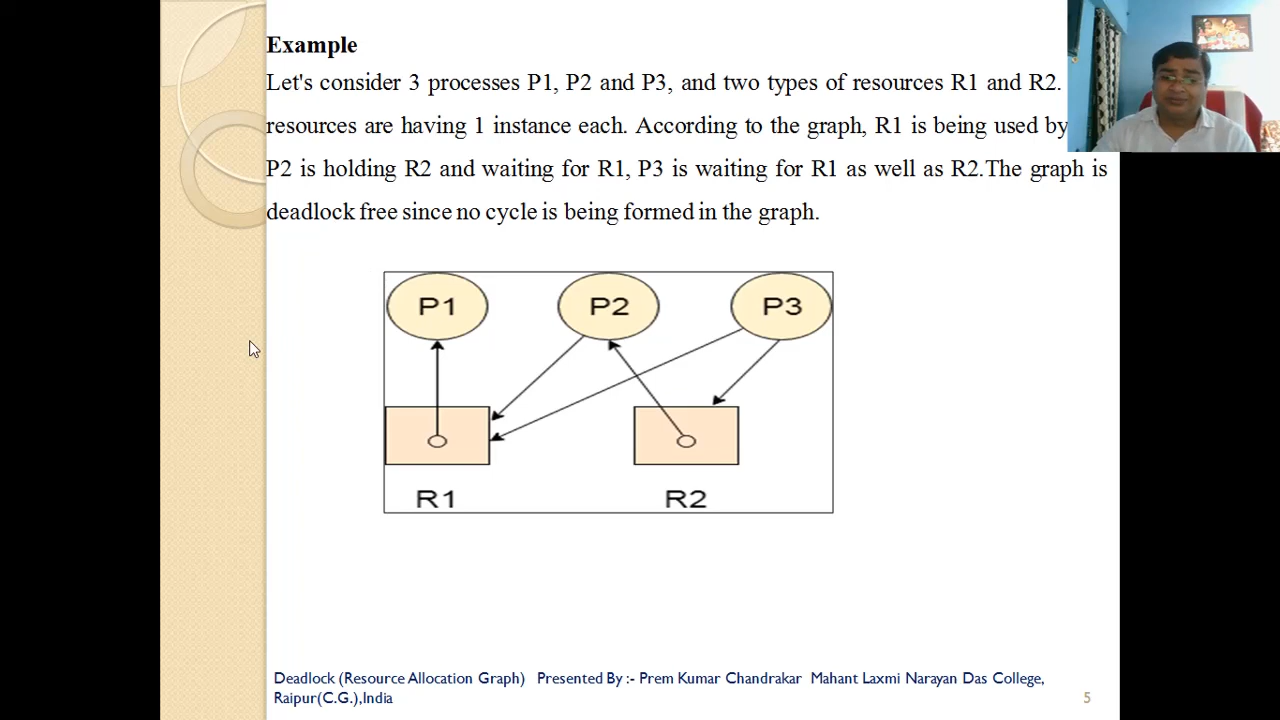 Example
Let's consider 3 processes P1, P2 and P3, and two types of resources R1 and R2.
resources are having 1 instance each. According to the graph, R1 is being used by
P2 is holding R2 and waiting for R1, P3 is waiting for R1 as well as R2.The graph is
deadlock free since no cycle is being formed in the graph.
P1 P2 P3
R1 R2
Deadlock (Resource Allocation Graph) Presented By :- Prem Kumar Chandrakar Mahant Laxmi Narayan Das College,
Raipur(C.G.),India
5